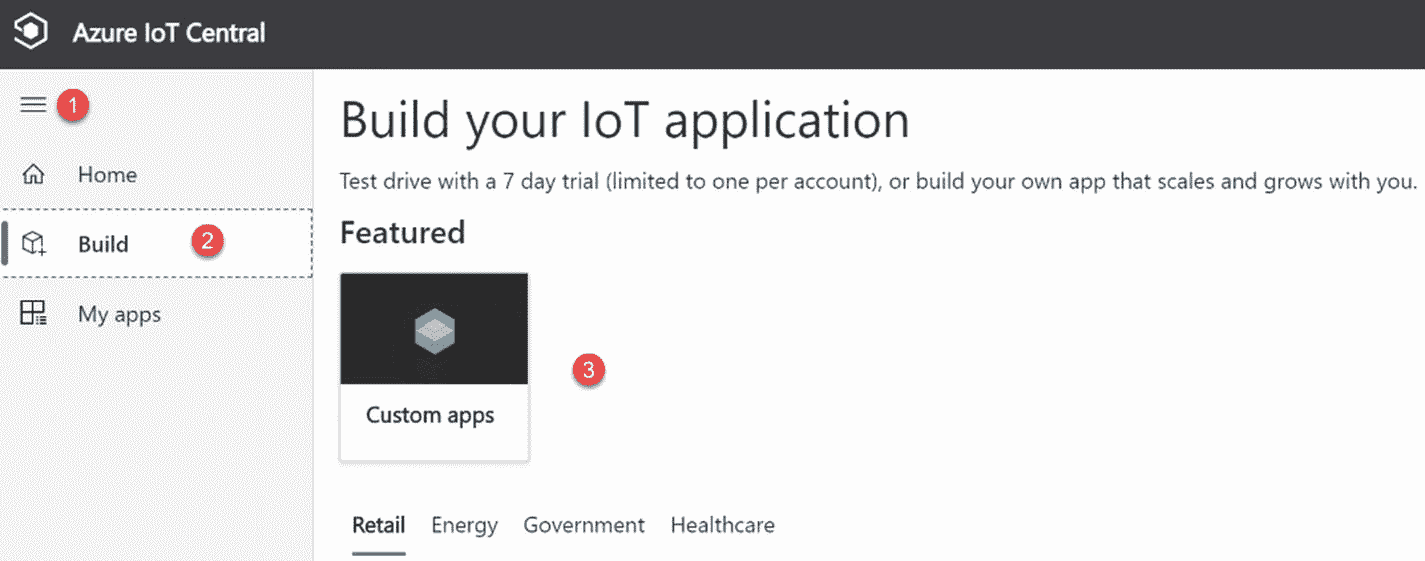 Azure IoT Central
1
Home
Build
2
My apps
Build your IoT application
Test drive with a 7 day trial (limited to one per account), or build your own app that scales and grows with you.
Featured
3
Custom apps
Retail Energy Government Healthcare